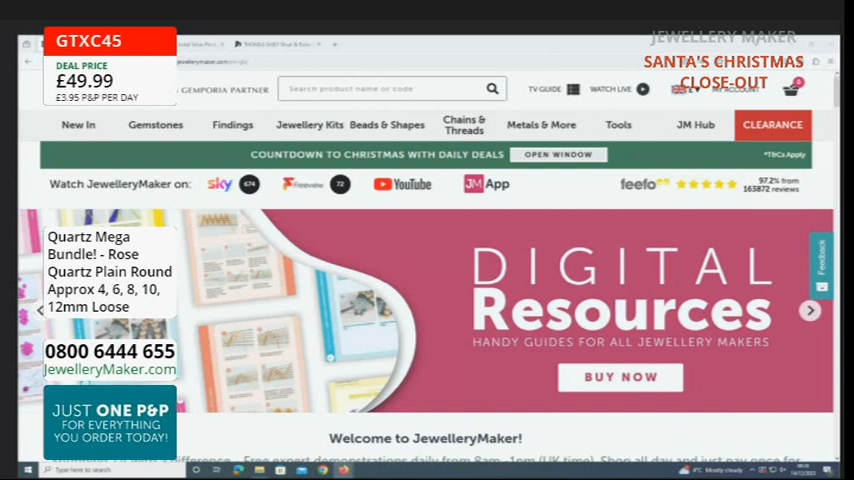 GTXC45
DEAL PRICE
£49.99
£3.95 P&P PER DAY
JEWELLERY MAKER
SANTA'S CHRISTMAS
CLOSE-OUT
GEMPORIA PARTNER
Search product name or code
TV GUIDE
WATCH LIVE
MY ACCOUNT
0
New In
Gemstones
Findings
Jewellery Kits
Beads & Shapes
Chains &
Threads
Metals & More
Tools
JM Hub
CLEARANCE
COUNTDOWN TO CHRISTMAS WITH DAILY DEALS
OPEN WINDOW
*T&Cs Apply
Watch JewelleryMaker on:
sky
674
Freeview
72
YouTube
JM App
feefo
97.2% from
163872 reviews
Quartz Mega
Bundle! - Rose
Quartz Plain Round
Approx 4, 6, 8, 10,
12mm Loose
DIGITAL
Resources
HANDY GUIDES FOR ALL JEWELLERY MAKERS
BUY NOW
Feedback
0800 6444 655
JewelleryMaker.com
JUST ONE P&P
FOR EVERYTHING
YOU ORDER TODAY!
Welcome to JewelleryMaker!
Type here to search
4°C Mostly cloudy